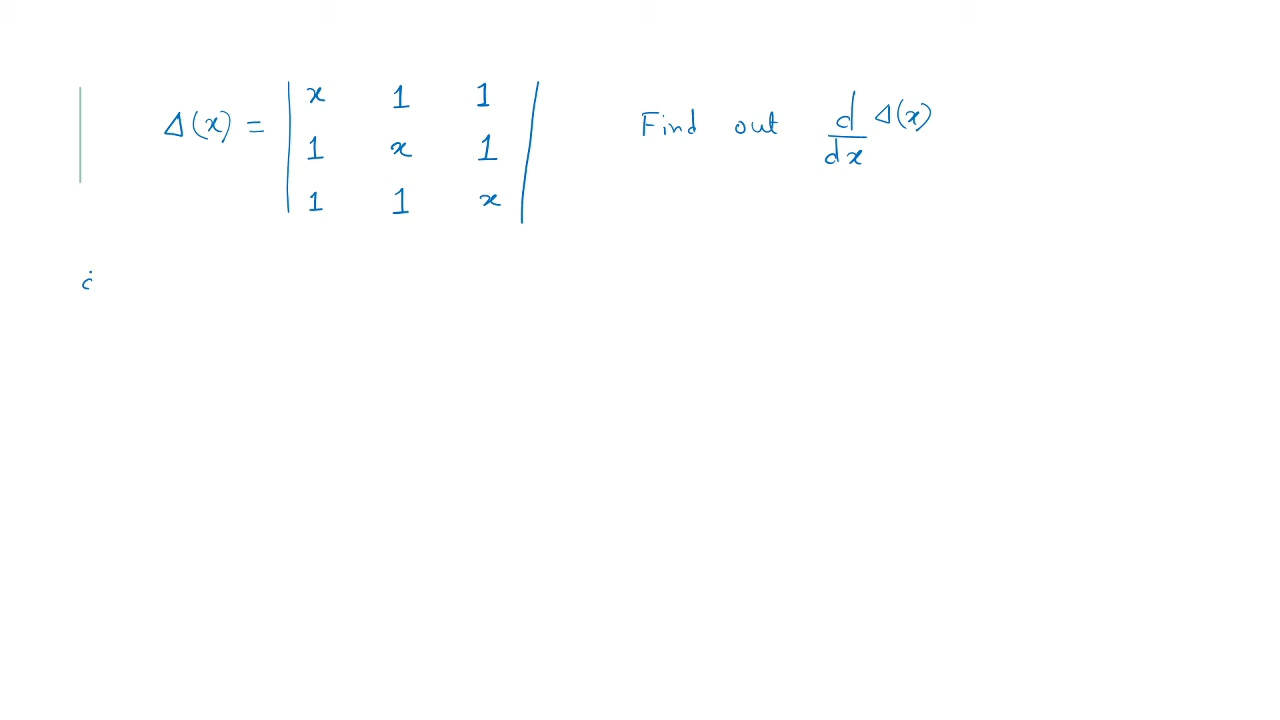 Δ(x) = | x 1 1 | Find out d/dx Δ(x)
| 1 x 1 |
| 1 1 x |